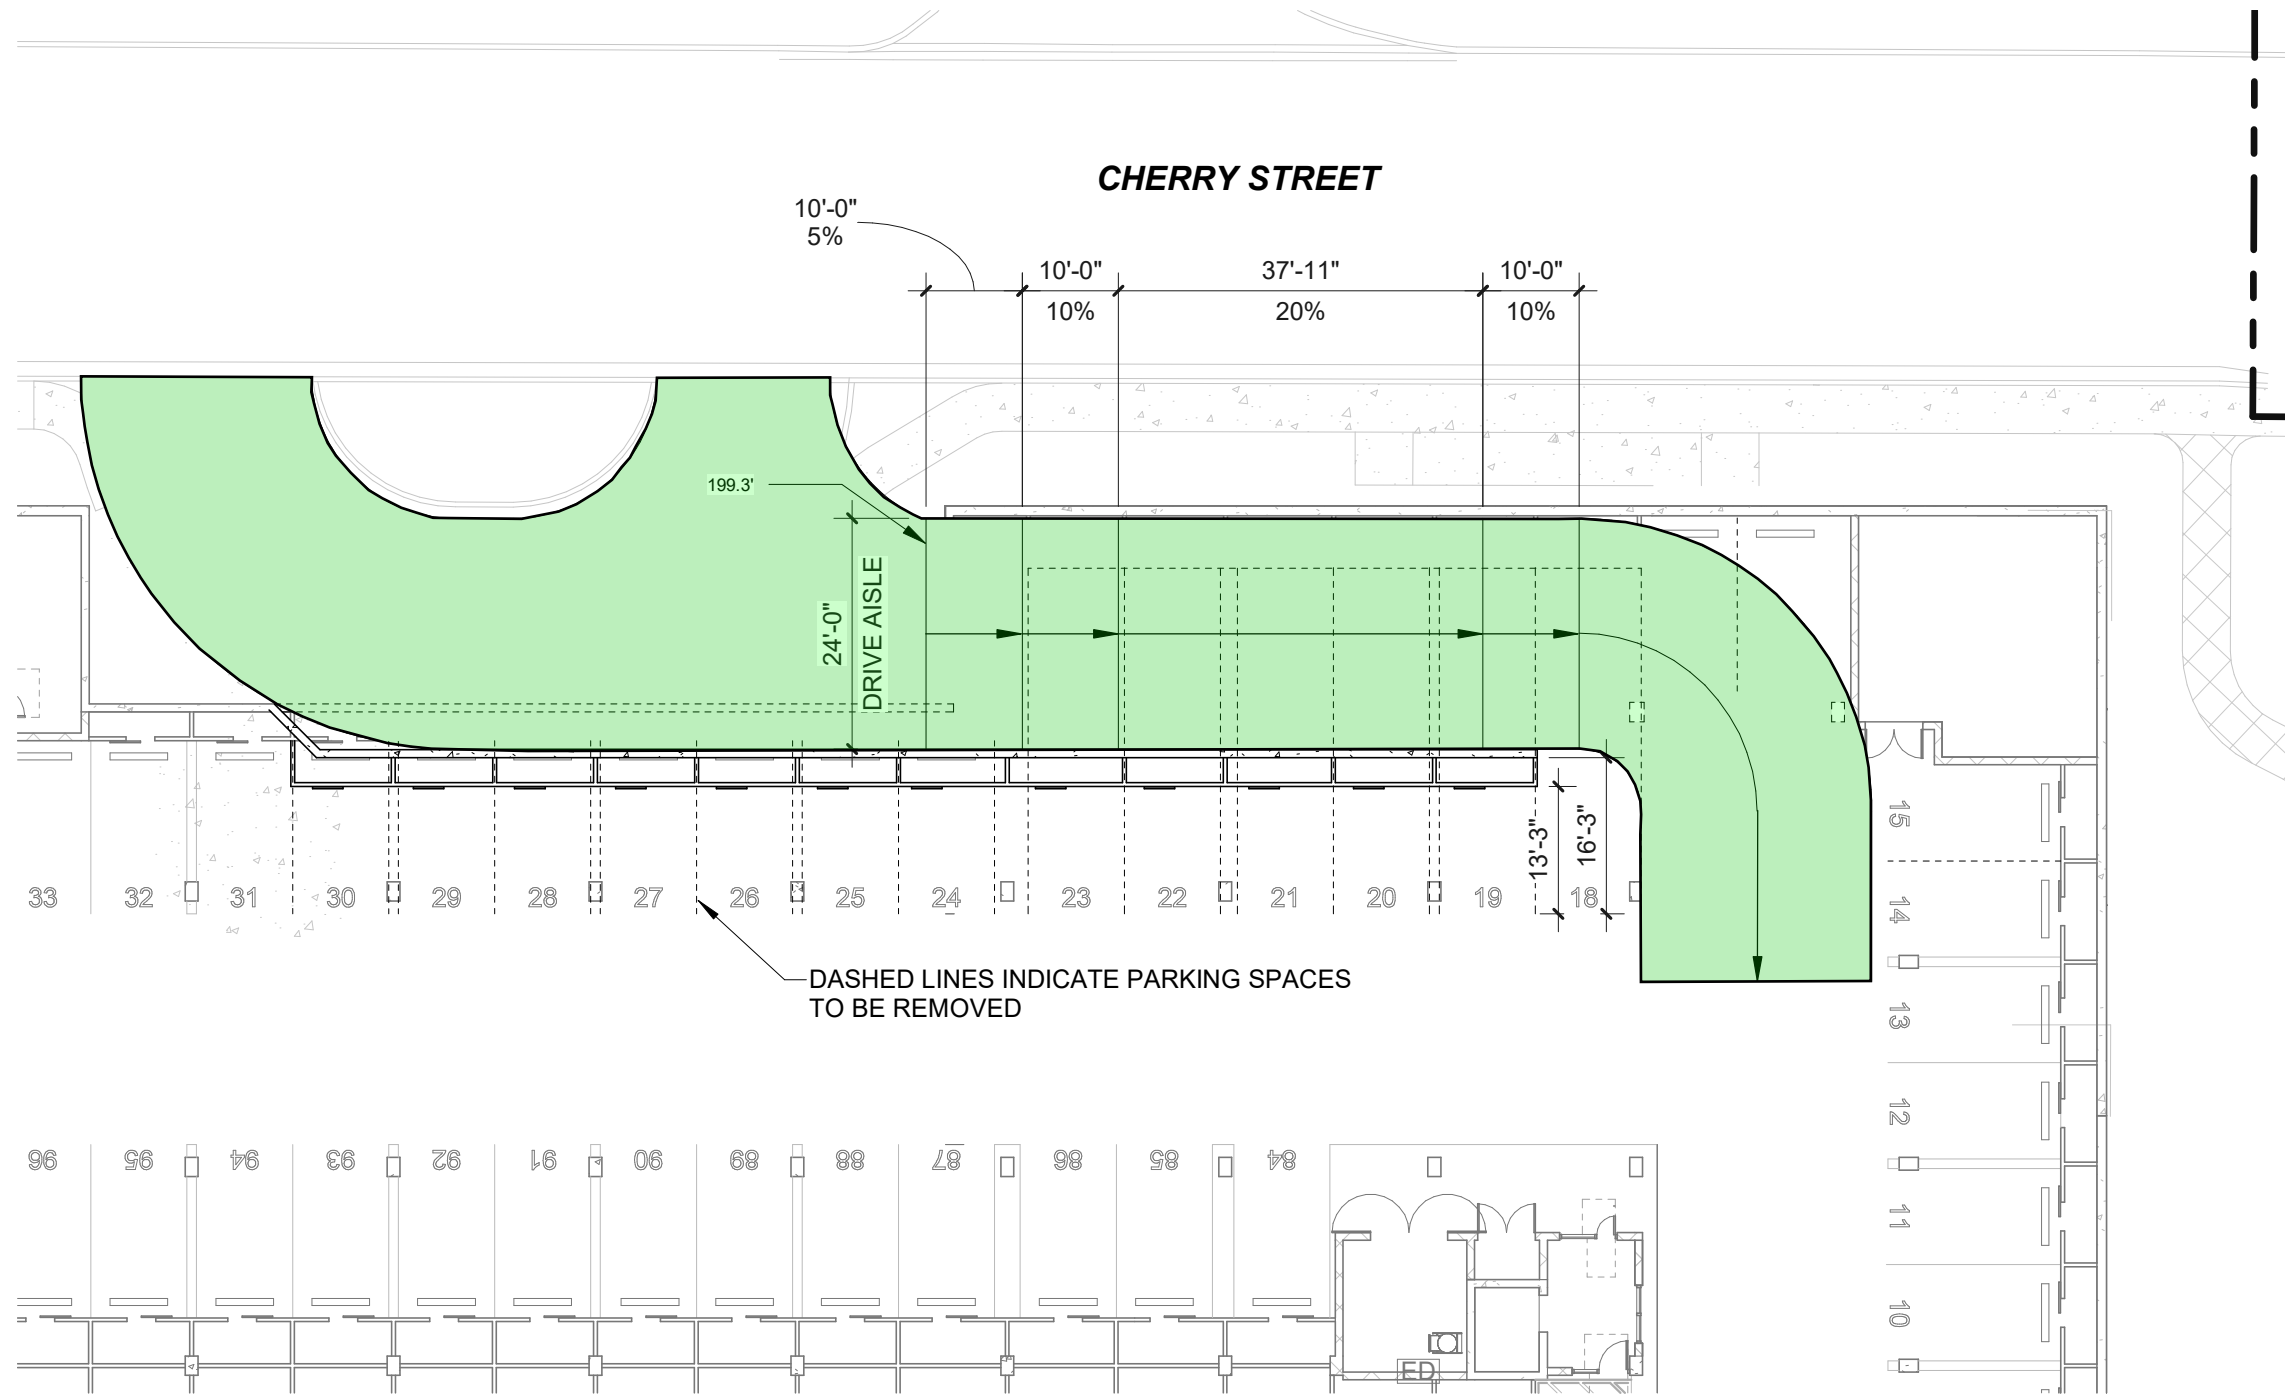 CHERRY STREET
10'-0"
5%
10'-0"
37'-11"
10'-0"
10%
20%
10%
199.3'
24'-0"
DRIVE AISLE
13'-3"
16'-3"
33 32 31 30 29 28 27 26 25 24 23 22 21 20 19 18
15
14
13
12
11
10
DASHED LINES INDICATE PARKING SPACES
TO BE REMOVED
96 95 94 93 92 91 90 89 88 87 86 85 84
ED